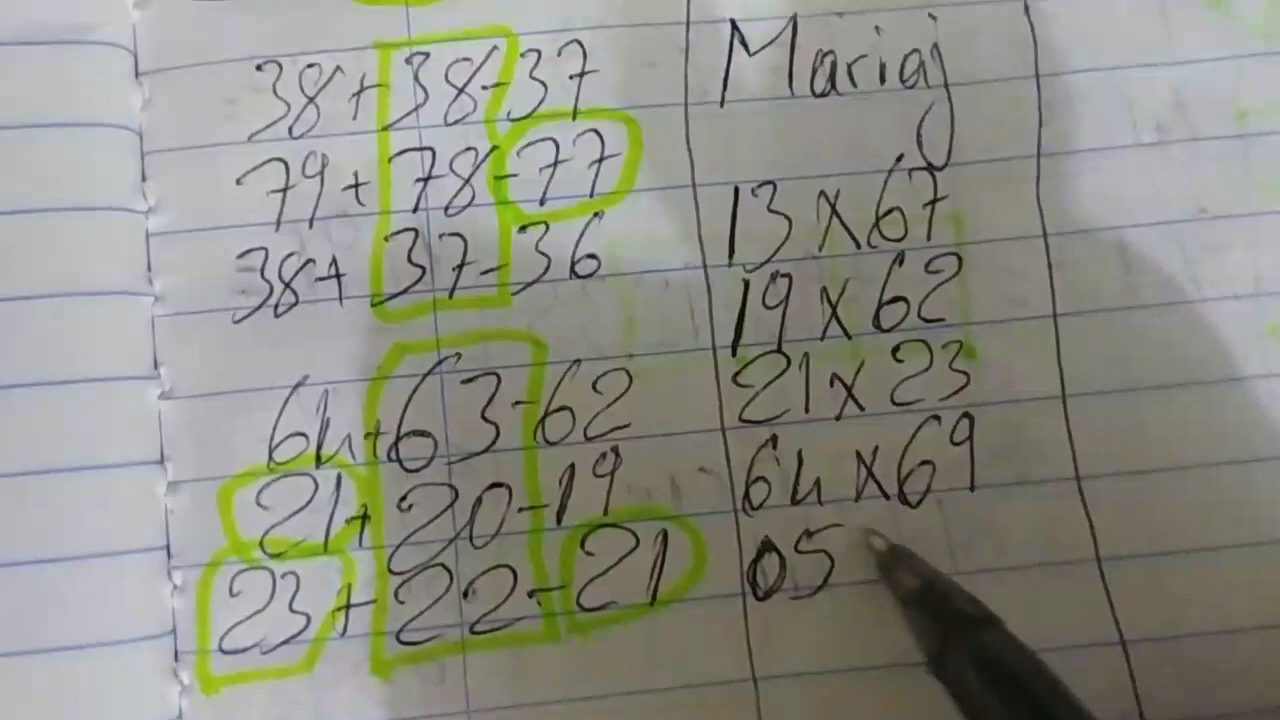 38+38-37
79+78-77
38+37-36
64+63-62
21+20-19
23+22-21
Mariaj
13x67
19x62
21x23
64x69
05